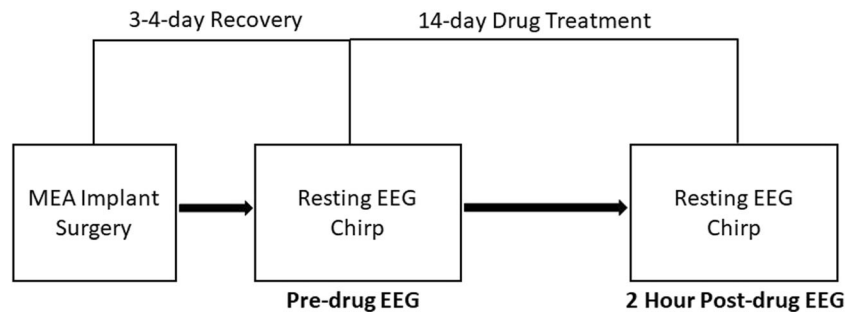 3-4-day Recovery
14-day Drug Treatment
MEA Implant
Surgery
Resting EEG
Chirp
Resting EEG
Chirp
Pre-drug EEG
2 Hour Post-drug EEG